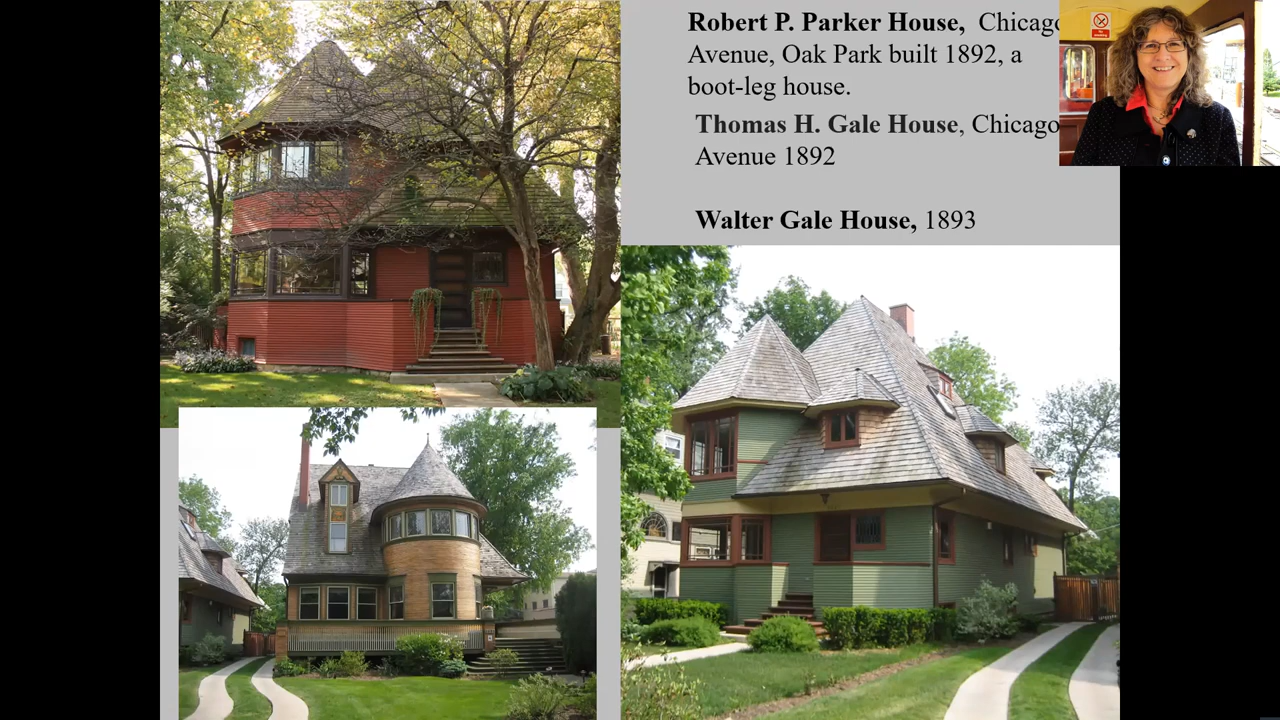 Robert P. Parker House, Chicago
Avenue, Oak Park built 1892, a
boot-leg house.
Thomas H. Gale House, Chicago
Avenue 1892
Walter Gale House, 1893